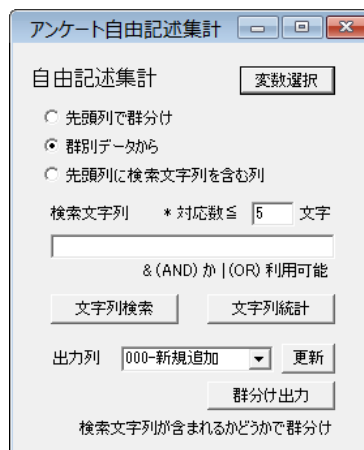 アンケート自由記述集計
自由記述集計 変数選択
先頭列で群分け
群別データから
先頭列に検索文字列を含む列
検索文字列 * 対応数≦ 5 文字
& (AND) か | (OR) 利用可能
文字列検索 文字列統計
出力列 000-新規追加 更新
群分け出力
検索文字列が含まれるかどうかで群分け